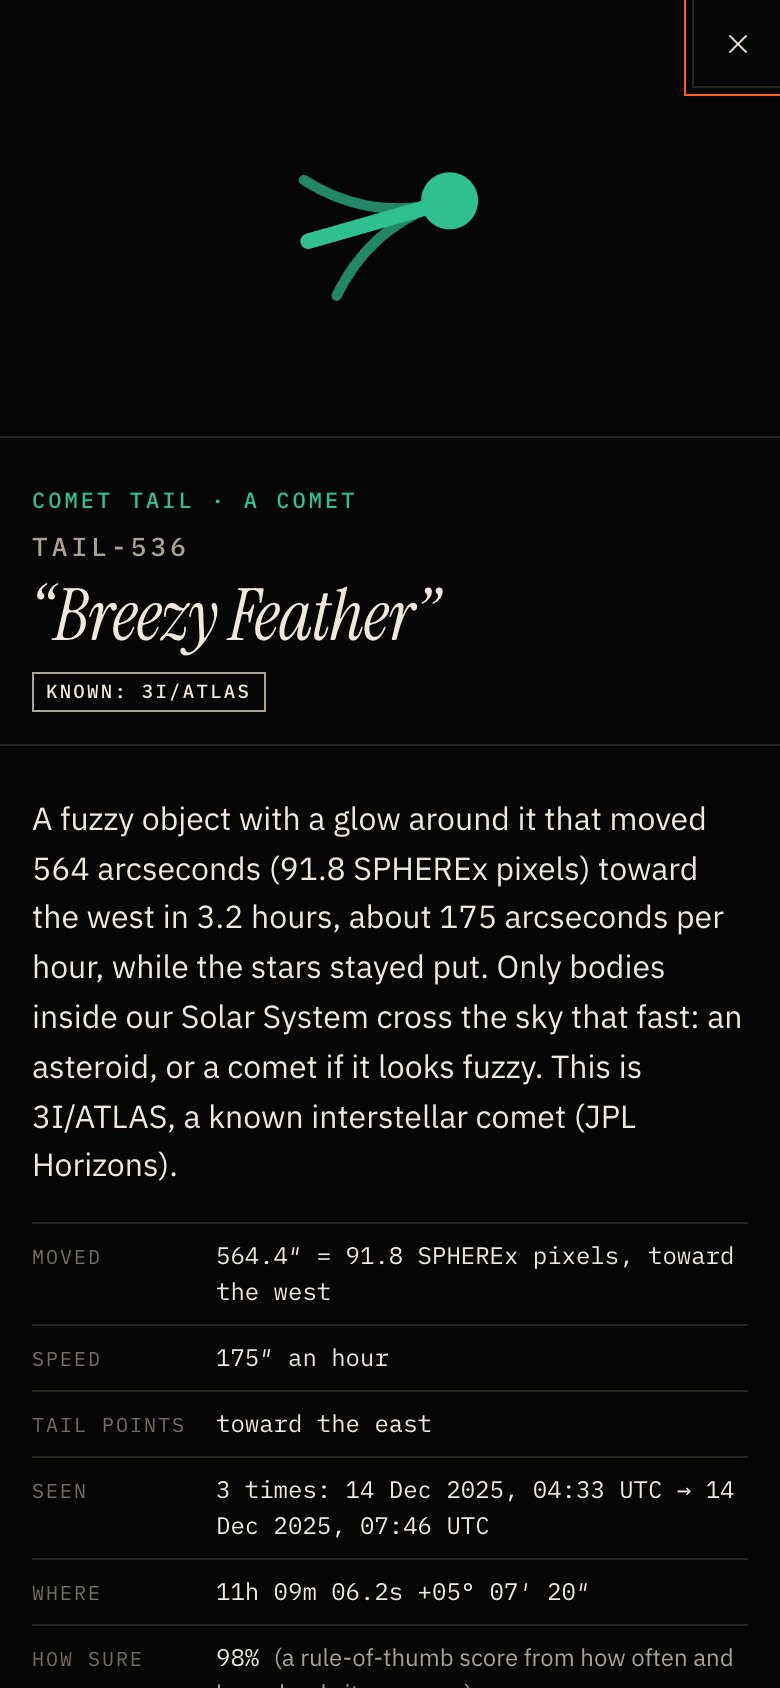 COMET TAIL · A COMET
TAIL-536
“Breezy Feather”
KNOWN: 3I/ATLAS
A fuzzy object with a glow around it that moved
564 arcseconds (91.8 SPHEREx pixels) toward
the west in 3.2 hours, about 175 arcseconds per
hour, while the stars stayed put. Only bodies
inside our Solar System cross the sky that fast: an
asteroid, or a comet if it looks fuzzy. This is
3I/ATLAS, a known interstellar comet (JPL
Horizons).
MOVED 564.4″ = 91.8 SPHEREx pixels, toward
the west
SPEED 175″ an hour
TAIL POINTS toward the east
SEEN 3 times: 14 Dec 2025, 04:33 UTC → 14
Dec 2025, 07:46 UTC
WHERE 11h 09m 06.2s +05° 07′ 20″
HOW SURE 98% (a rule-of-thumb score from how often and